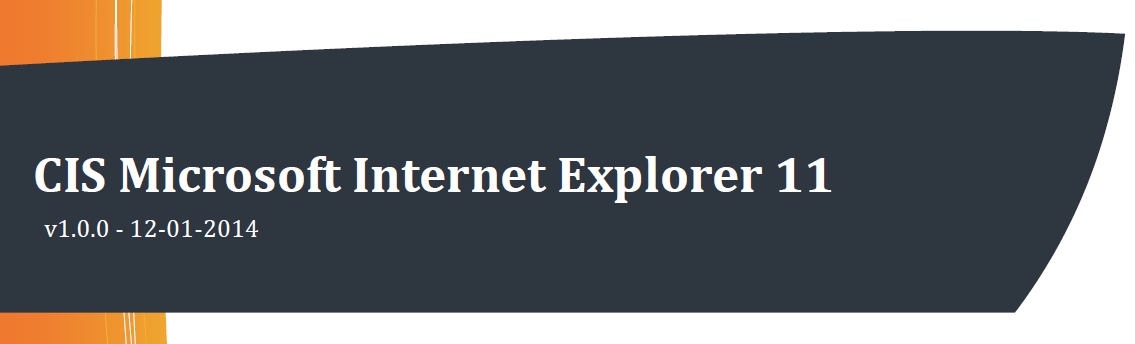 CIS Microsoft Internet Explorer 11
v1.0.0 - 12-01-2014